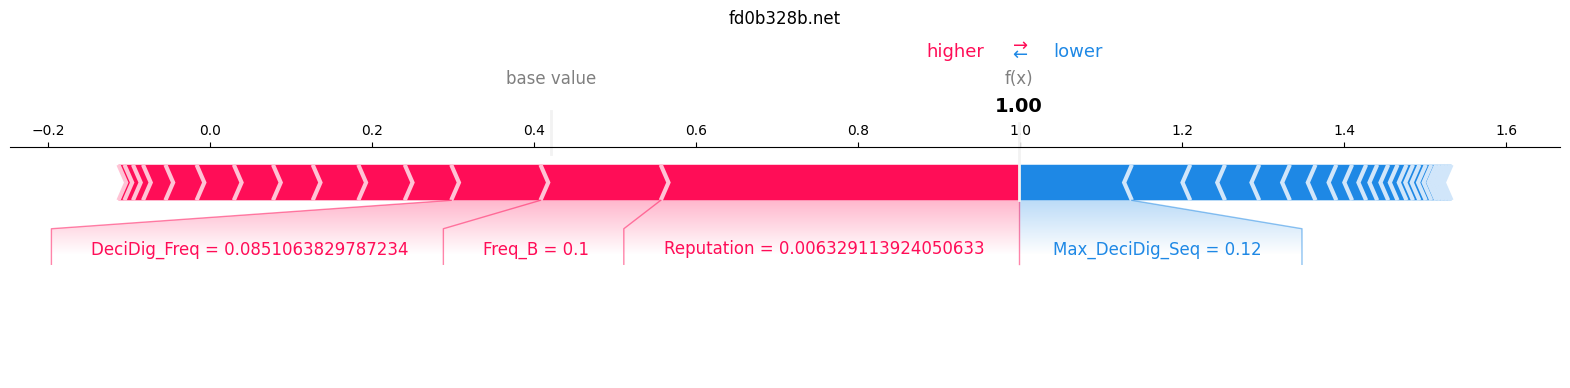 fd0b328b.net
higher ⇄ lower
base value f(x)
1.00
−0.2 0.0 0.2 0.4 0.6 0.8 1.0 1.2 1.4 1.6
DeciDig_Freq = 0.0851063829787234 Freq_B = 0.1 Reputation = 0.006329113924050633 Max_DeciDig_Seq = 0.12